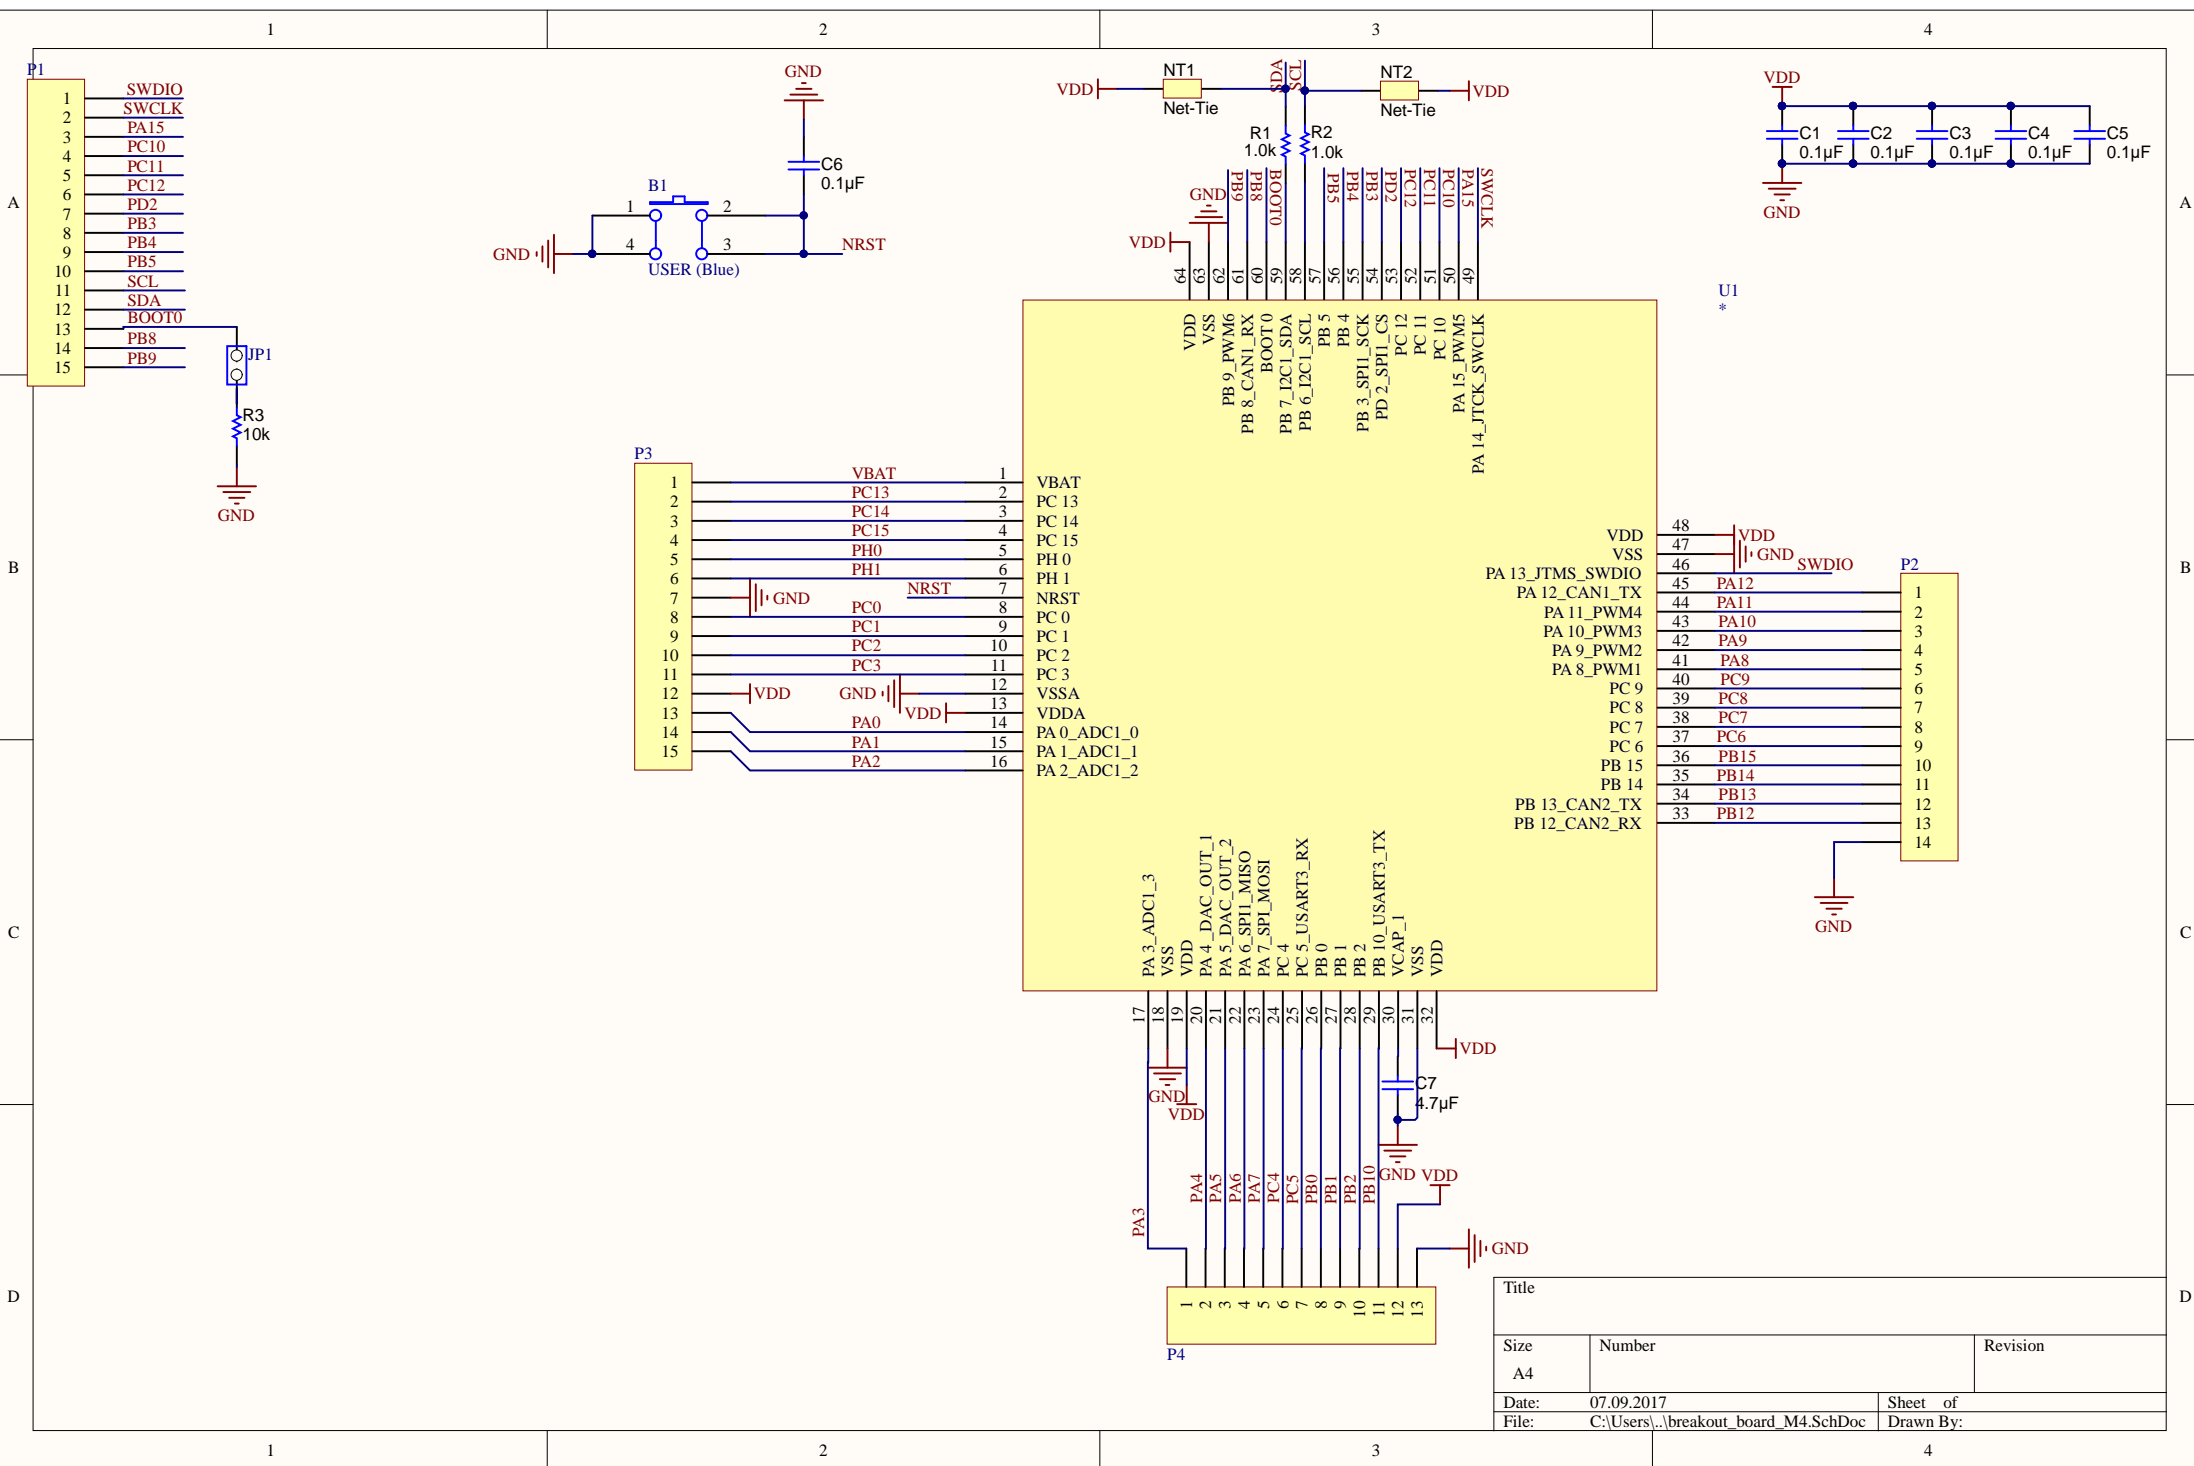 1 2 3 4
A A
B B
C C
D D
1 2 3 4
P1
1 SWDIO
2 SWCLK
3 PA15
4 PC10
5 PC11
6 PC12
7 PD2
8 PB3
9 PB4
10 PB5
11 SCL
12 SDA
13 BOOT0
14 PB8
15 PB9
JP1
R3
10k
GND
GND
C6
0.1µF
B1
1 2
4 3
GND
NRST
USER (Blue)
VDD
NT1
Net-Tie
SDA
SCL
NT2
Net-Tie
VDD
R1
1.0k
R2
1.0k
VDD
C1
0.1µF
C2
0.1µF
C3
0.1µF
C4
0.1µF
C5
0.1µF
GND
U1
*
GND
VDD
PB9
PB8
BOOT0
PB5
PB4
PB3
PD2
PC12
PC11
PC10
PA15
SWCLK
64 VDD
63 VSS
62 PB 9_PWM6
61 PB 8_CAN1_RX
60 BOOT 0
59 PB 7_I2C1_SDA
58 PB 6_I2C1_SCL
57 PB 5
56 PB 4
55 PB 3_SPI1_SCK
54 PD 2_SPI1_CS
53 PC 12
52 PC 11
51 PC 10
50 PA 15_PWM5
49 PA 14_JTCK_SWCLK
P3
1 VBAT 1 VBAT
2 PC13 2 PC 13
3 PC14 3 PC 14
4 PC15 4 PC 15
5 PH0 5 PH 0
6 PH1 6 PH 1
7 GND NRST 7 NRST
8 PC0 8 PC 0
9 PC1 9 PC 1
10 PC2 10 PC 2
11 PC3 11 PC 3
12 VDD GND 12 VSSA
13 VDD 13 VDDA
14 PA0 14 PA 0_ADC1_0
15 PA1 15 PA 1_ADC1_1
PA2 16 PA 2_ADC1_2
P2
VDD 48 VDD
VSS 47 GND
PA 13_JTMS_SWDIO 46 SWDIO
PA 12_CAN1_TX 45 PA12 1
PA 11_PWM4 44 PA11 2
PA 10_PWM3 43 PA10 3
PA 9_PWM2 42 PA9 4
PA 8_PWM1 41 PA8 5
PC 9 40 PC9 6
PC 8 39 PC8 7
PC 7 38 PC7 8
PC 6 37 PC6 9
PB 15 36 PB15 10
PB 14 35 PB14 11
PB 13_CAN2_TX 34 PB13 12
PB 12_CAN2_RX 33 PB12 13
14
GND
PA 3_ADC1_3 17
VSS 18
VDD 19
PA 4_DAC_OUT_1 20
PA 5_DAC_OUT_2 21
PA 6_SPI1_MISO 22
PA 7_SPI_MOSI 23
PC 4 24
PC 5_USART3_RX 25
PB 0 26
PB 1 27
PB 2 28
PB 10_USART3_TX 29
VCAP_1 30
VSS 31
VDD 32
VDD
GND
VDD
C7
4.7µF
GND
VDD
PA3
PA4
PA5
PA6
PA7
PC4
PC5
PB0
PB1
PB2
PB10
GND
1 2 3 4 5 6 7 8 9 10 11 12 13
P4
Title
Size Number Revision
A4
Date: 07.09.2017 Sheet of
File: C:\Users\..\breakout_board_M4.SchDoc Drawn By: